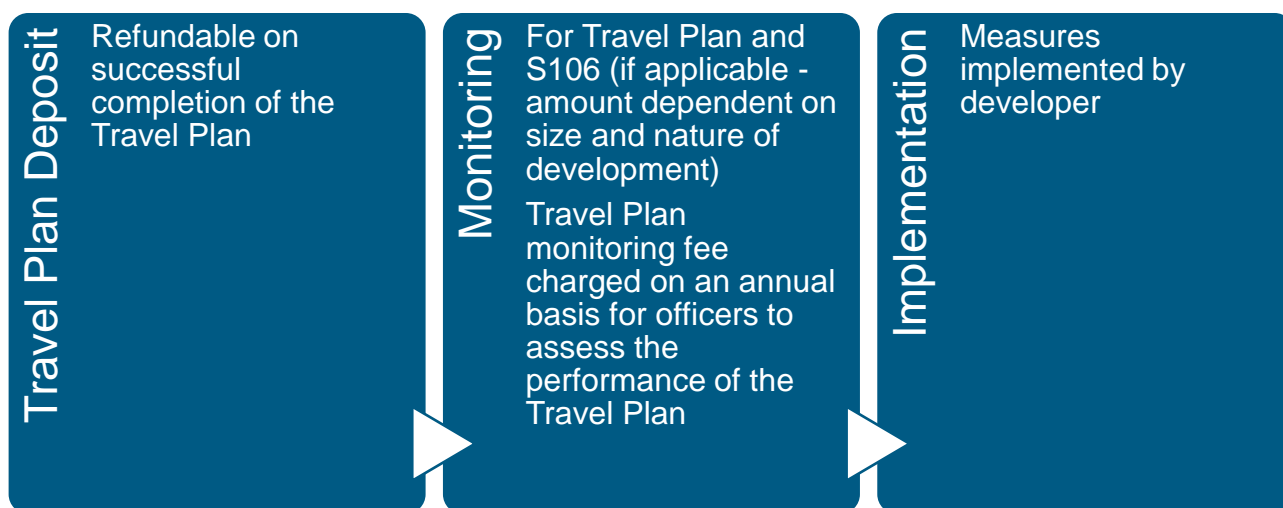 Travel Plan Deposit
Refundable on
successful
completion of the
Travel Plan
Monitoring
For Travel Plan and
S106 (if applicable -
amount dependent on
size and nature of
development)
Travel Plan
monitoring fee
charged on an annual
basis for officers to
assess the
performance of the
Travel Plan
Implementation
Measures
implemented by
developer